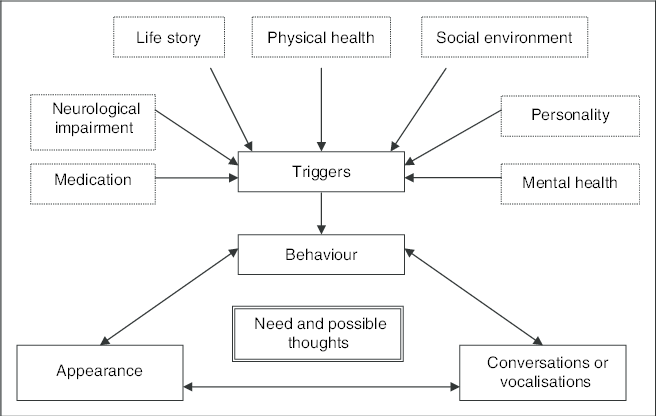 Life story
Physical health
Social environment
Neurological
impairment
Personality
Triggers
Medication
Mental health
Behaviour
Need and possible
thoughts
Appearance
Conversations or
vocalisations